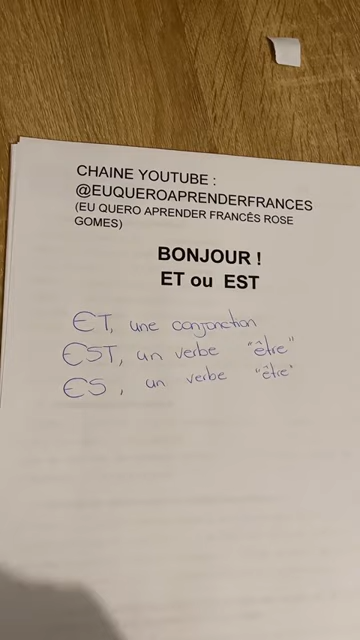 CHAINE YOUTUBE :
@EUQUEROAPRENDERFRANCES
(EU QUERO APRENDER FRANCÊS ROSE
GOMES)
BONJOUR !
ET ou EST
ET, une conjonction
EST, un verbe "être"
ES, un verbe "être"